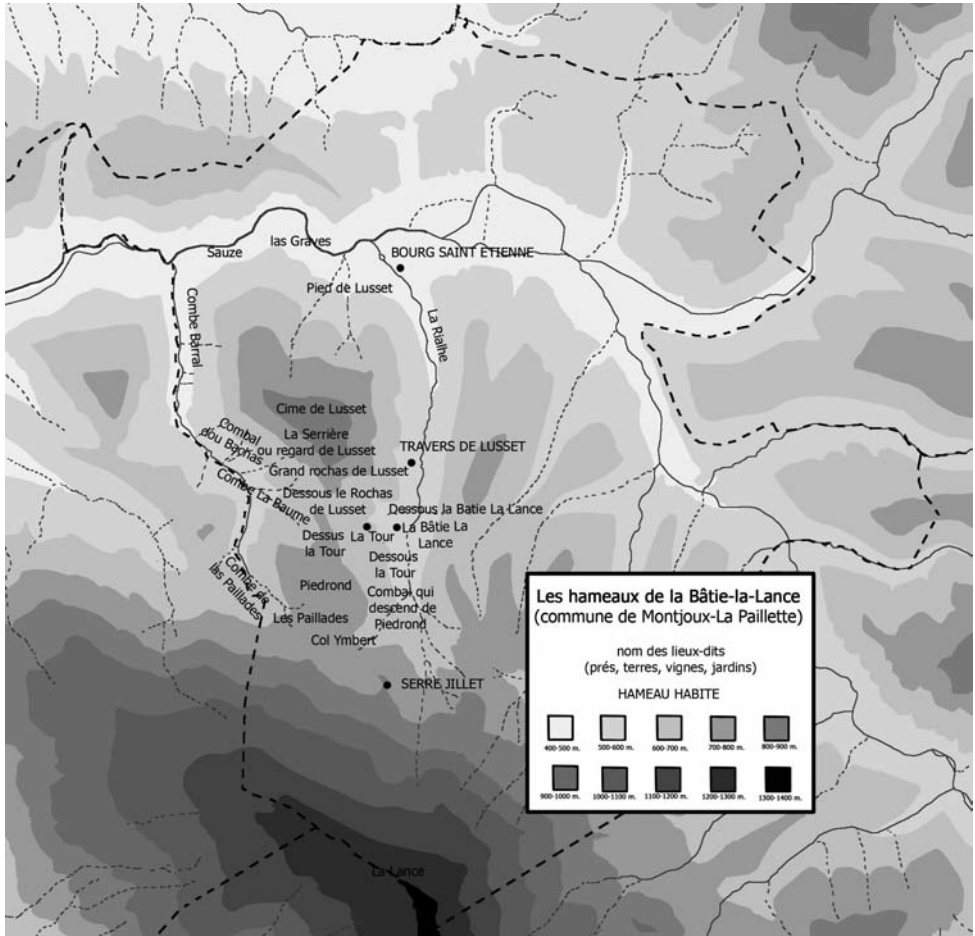 Sauze
las Graves
BOURG SAINT ETIENNE
Pied de Lusset
Combe Barral
La Rialhe
Cime de Lusset
Combal
dou Baphas
La Serrière
ou regard de Lusset
TRAVERS DE LUSSET
Grand rochas de Lusset
Combe La Baume
Dessous le Rochas
de Lusset
Dessous la Batie La Lance
Dessus
la Tour
La Tour
La Bâtie La
Lance
Dessous
la Tour
Combe de
las Paillades
Piedrond
Combal qui
descend de
Piedrond
Les Paillades
Col Ymbert
SERRE JILLET
La Lance
Les hameaux de la Bâtie-la-Lance
(commune de Montjoux-La Paillette)
nom des lieux-dits
(prés, terres, vignes, jardins)
HAMEAU HABITE
400-500 m. 500-600 m. 600-700 m. 700-800 m. 800-900 m.
900-1000 m. 1000-1100 m. 1100-1200 m. 1200-1300 m. 1300-1400 m.